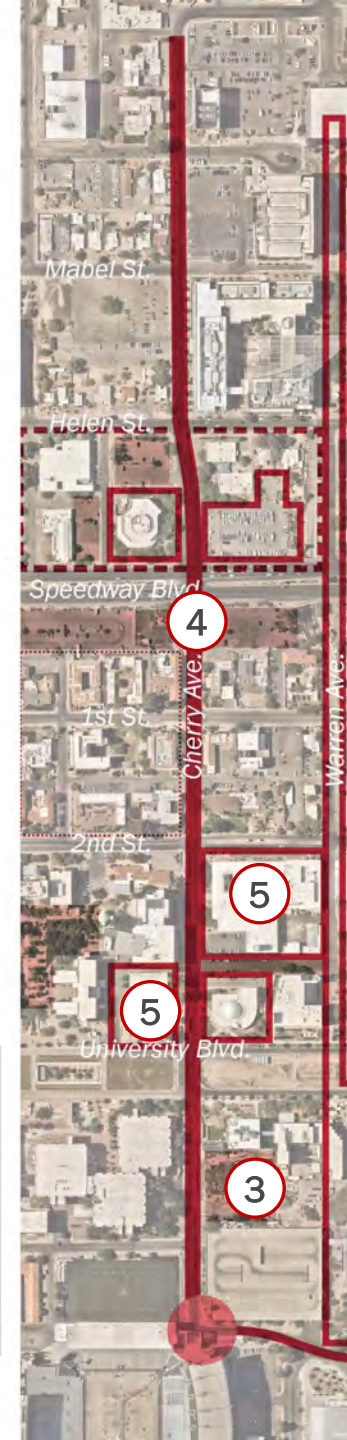 Mabel St.
Helen St.
Speedway Blvd.
4
1st St.
Cherry Ave.
Warren Ave.
2nd St.
5
5
University Blvd.
3